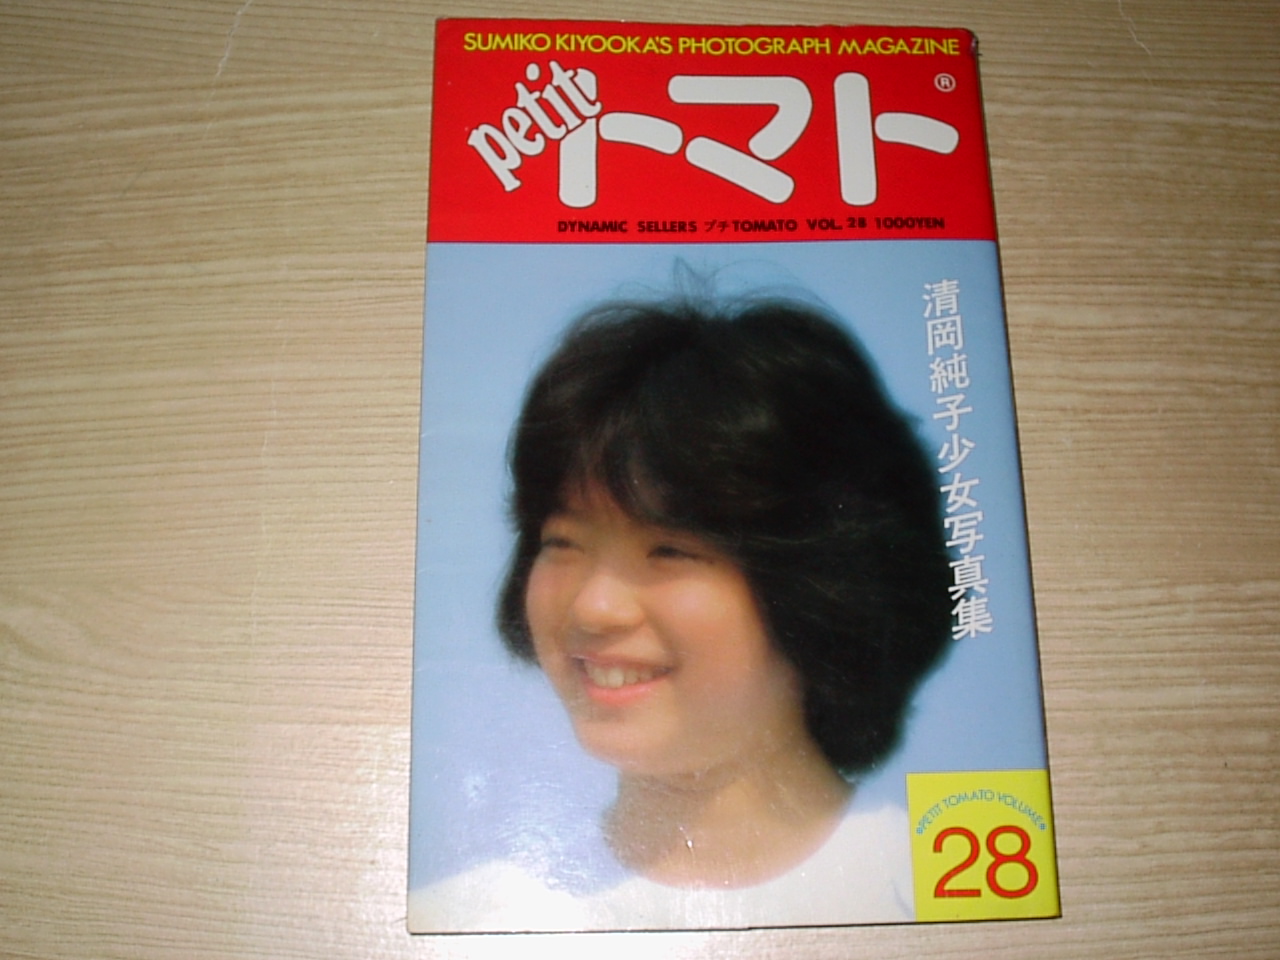 SUMIKO KIYOOKA'S PHOTOGRAPH MAGAZINE
petit
トマト®
DYNAMIC SELLERS プチTOMATO VOL. 28 1000YEN
清岡純子少女写真集
●PETIT TOMATO VOLUME●
28